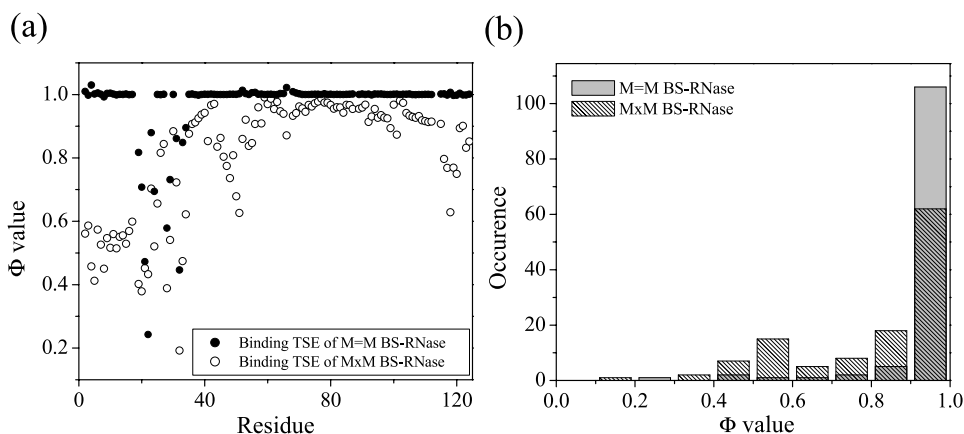 (a)
1.0
0.8
0.6
0.4
0.2
Φ value
Binding TSE of M=M BS-RNase
Binding TSE of MxM BS-RNase
0
40
80
120
Residue
(b)
100
80
60
40
20
0
Occurence
M=M BS-RNase
MxM BS-RNase
0.0
0.2
0.4
0.6
0.8
1.0
Φ value